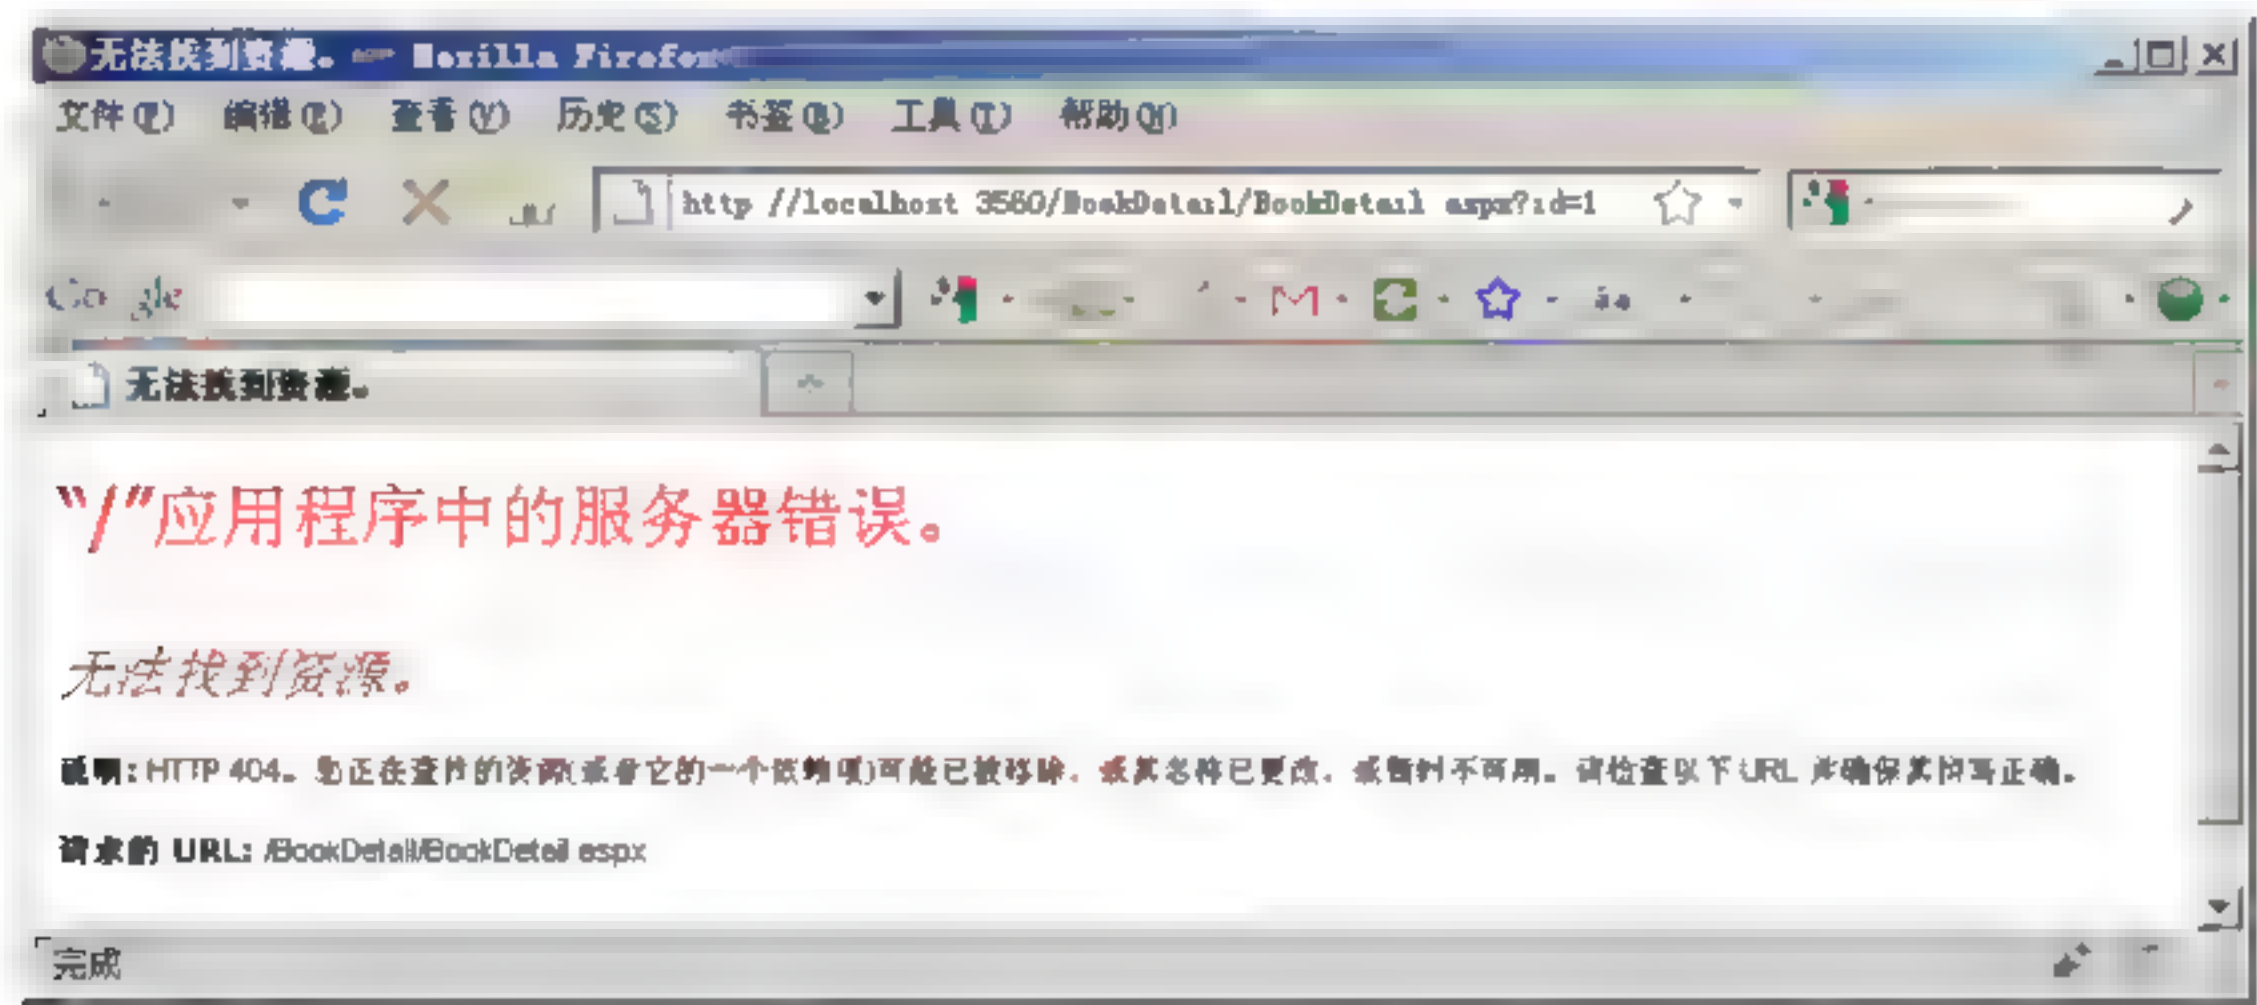 无法找到资源。 — Mozilla Firefox
文件(F) 编辑(E) 查看(V) 历史(S) 书签(B) 工具(T) 帮助(H)
http://localhost:3560/BookDetail/BookDetail.aspx?id=1
Google
无法找到资源。
“/”应用程序中的服务器错误。
无法找到资源。
说明: HTTP 404。您正在查找的资源(或者它的一个依赖项)可能已被移除，或其名称已更改，或暂时不可用。请检查以下 URL 并确保其拼写正确。
请求的 URL: /BookDetail/BookDetail.aspx
完成